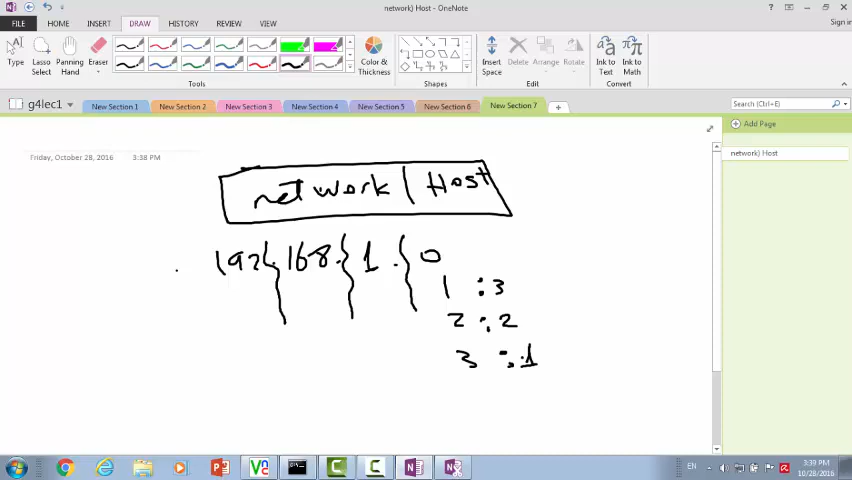 network) Host - OneNote
Sign in
FILE HOME INSERT DRAW HISTORY REVIEW VIEW
Type Lasso Select Panning Hand Eraser Color & Thickness Insert Space Delete Arrange Rotate Ink to Text Ink to Math
Tools Shapes Edit Convert
g4lec1 New Section 1 New Section 2 New Section 3 New Section 4 New Section 5 New Section 6 New Section 7
Search (Ctrl+E)
Add Page
network) Host
Friday, October 28, 2016 3:38 PM
network | Host
192.168.1.0
1 : 3
2 : 2
3 : 1
EN 3:39 PM
10/28/2016